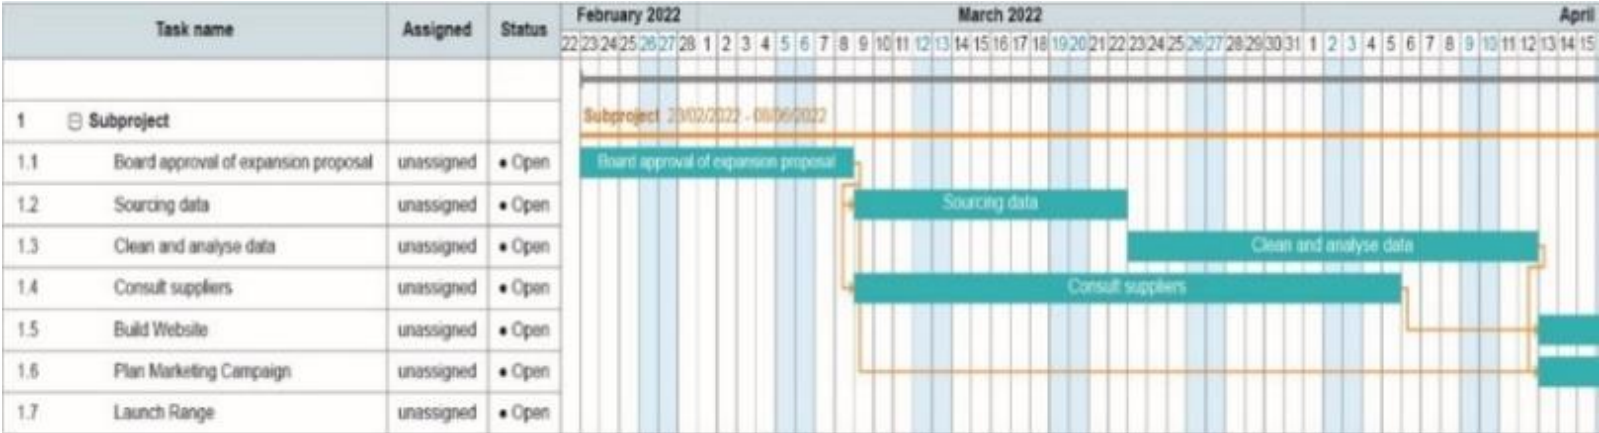 Task name Assigned Status February 2022 March 2022 April
22 23 24 25 26 27 28 1 2 3 4 5 6 7 8 9 10 11 12 13 14 15 16 17 18 19 20 21 22 23 24 25 26 27 28 29 30 31 1 2 3 4 5 6 7 8 9 10 11 12 13 14 15
1 Subproject Subproject 23/02/2022 - 08/06/2022
1.1 Board approval of expansion proposal unassigned • Open Board approval of expansion proposal
1.2 Sourcing data unassigned • Open Sourcing data
1.3 Clean and analyse data unassigned • Open Clean and analyse data
1.4 Consult suppliers unassigned • Open Consult suppliers
1.5 Build Website unassigned • Open
1.6 Plan Marketing Campaign unassigned • Open
1.7 Launch Range unassigned • Open